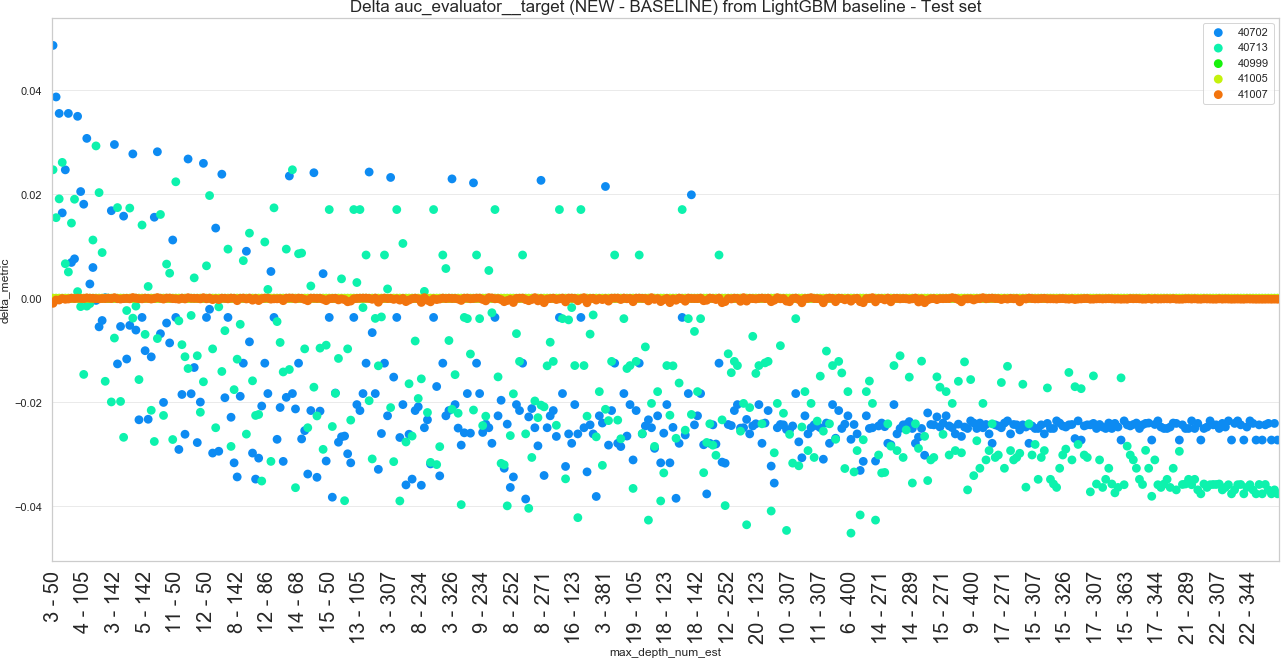 Delta auc_evaluator__target (NEW - BASELINE) from LightGBM baseline - Test set
40702
40713
40999
41005
41007
delta_metric
0.04
0.02
0.00
−0.02
−0.04
3 - 50
4 - 105
3 - 142
5 - 142
11 - 50
12 - 50
8 - 142
12 - 86
14 - 68
15 - 50
13 - 105
3 - 307
8 - 234
3 - 326
9 - 234
8 - 252
8 - 271
16 - 123
3 - 381
19 - 105
18 - 123
18 - 142
12 - 252
20 - 123
10 - 307
11 - 307
6 - 400
14 - 271
14 - 289
15 - 271
9 - 400
17 - 271
15 - 307
15 - 326
17 - 307
15 - 363
17 - 344
21 - 289
22 - 307
22 - 344
max_depth_num_est